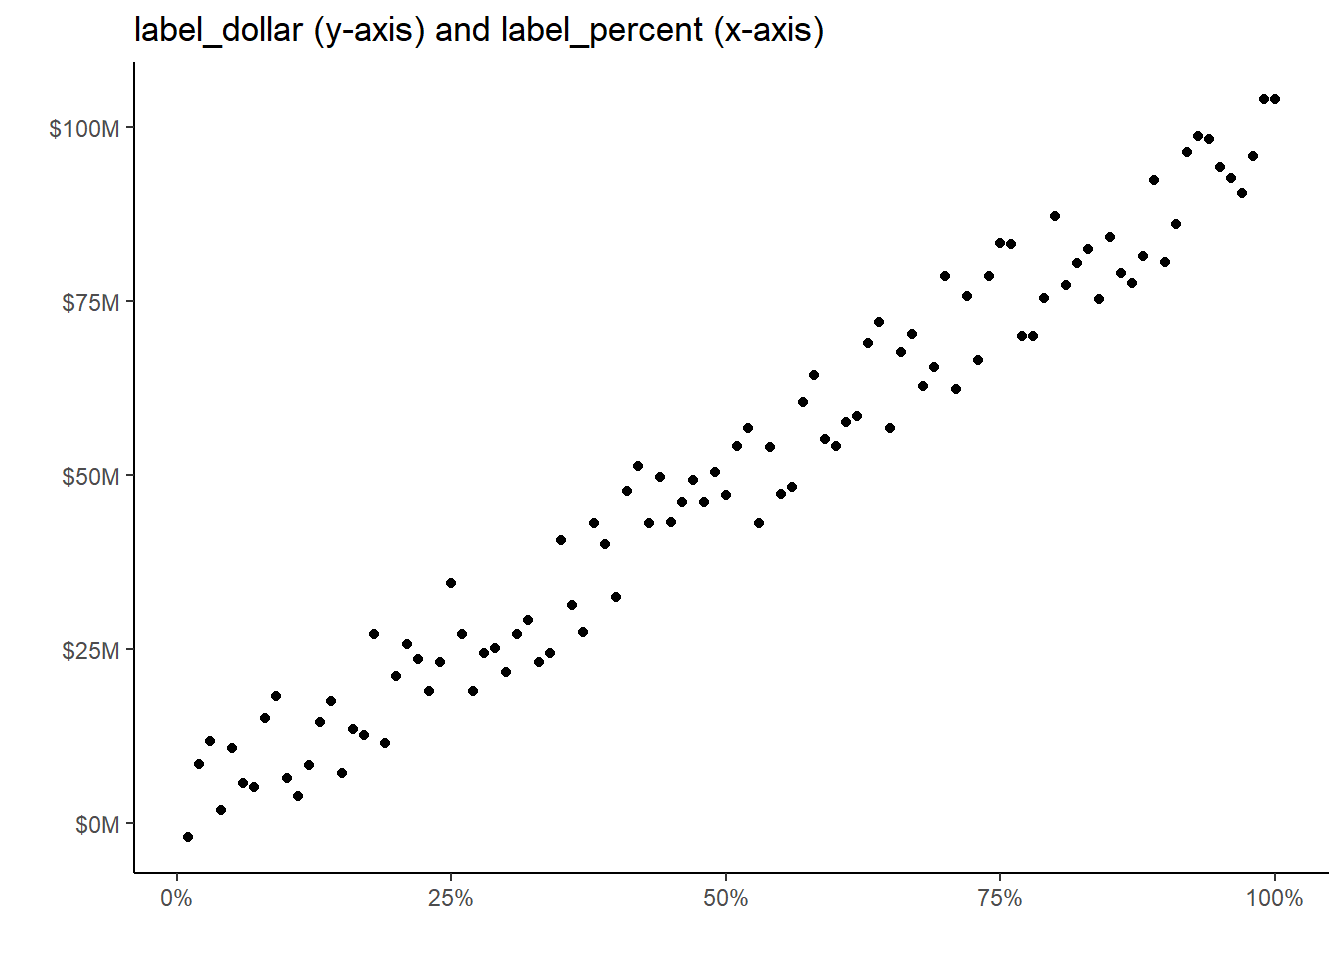 label_dollar (y-axis) and label_percent (x-axis)
$100M
$75M
$50M
$25M
$0M
0% 25% 50% 75% 100%